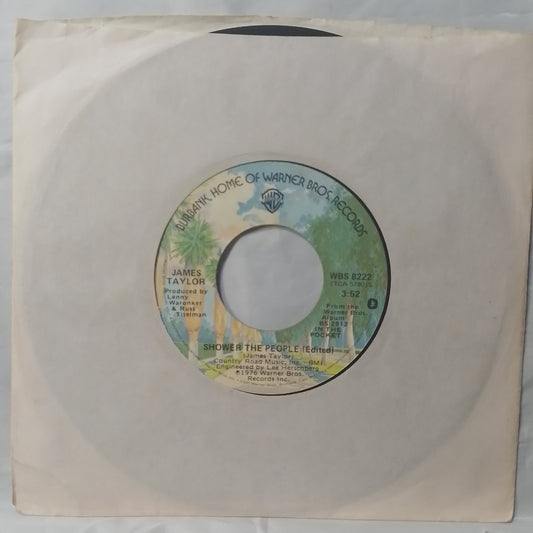 BURBANK HOME OF WARNER BROS. RECORDS
WB
JAMES
TAYLOR
Produced by
Lenny
Waronker
& Russ
Titelman
WBS 8222
3:52
From the
Warner Bros.
Album
BS 2912
IN THE
POCKET
SHOWER THE PEOPLE (Edited)
(James Taylor)
Country Road Music, Inc.-BMI
Engineered by Lee Herschberg
℗1976 Warner Bros.
Records Inc.